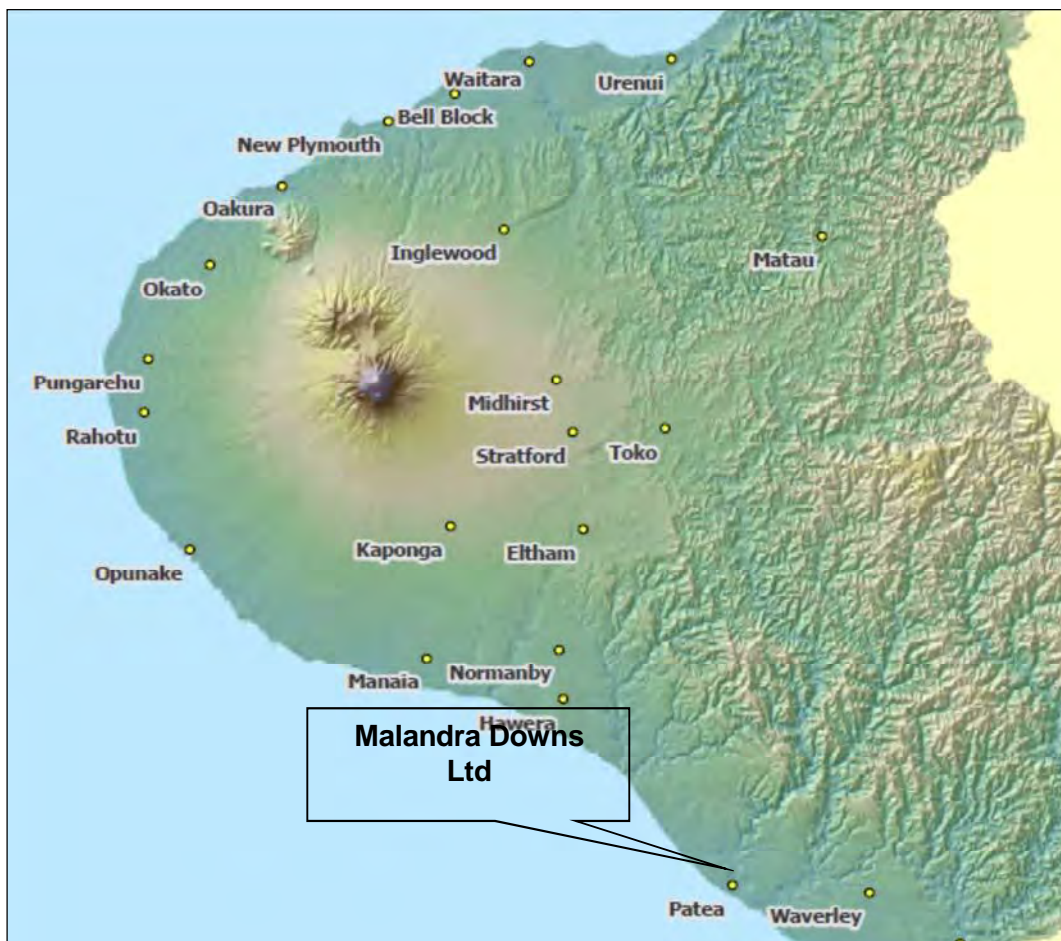 Waitara
Urenui
Bell Block
New Plymouth
Oakura
Inglewood
Matau
Okato
Pungarehu
Midhirst
Rahotu
Stratford
Toko
Kaponga
Eltham
Opunake
Manaia
Normanby
Hawera
Malandra Downs
Ltd
Patea
Waverley